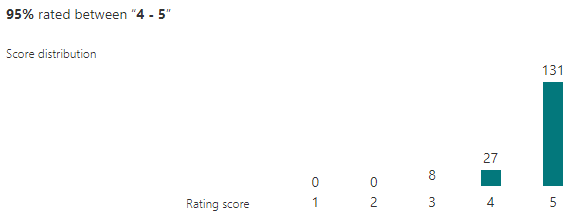 95% rated between "4 - 5"
Score distribution
131
27
8
0 0
Rating score 1 2 3 4 5